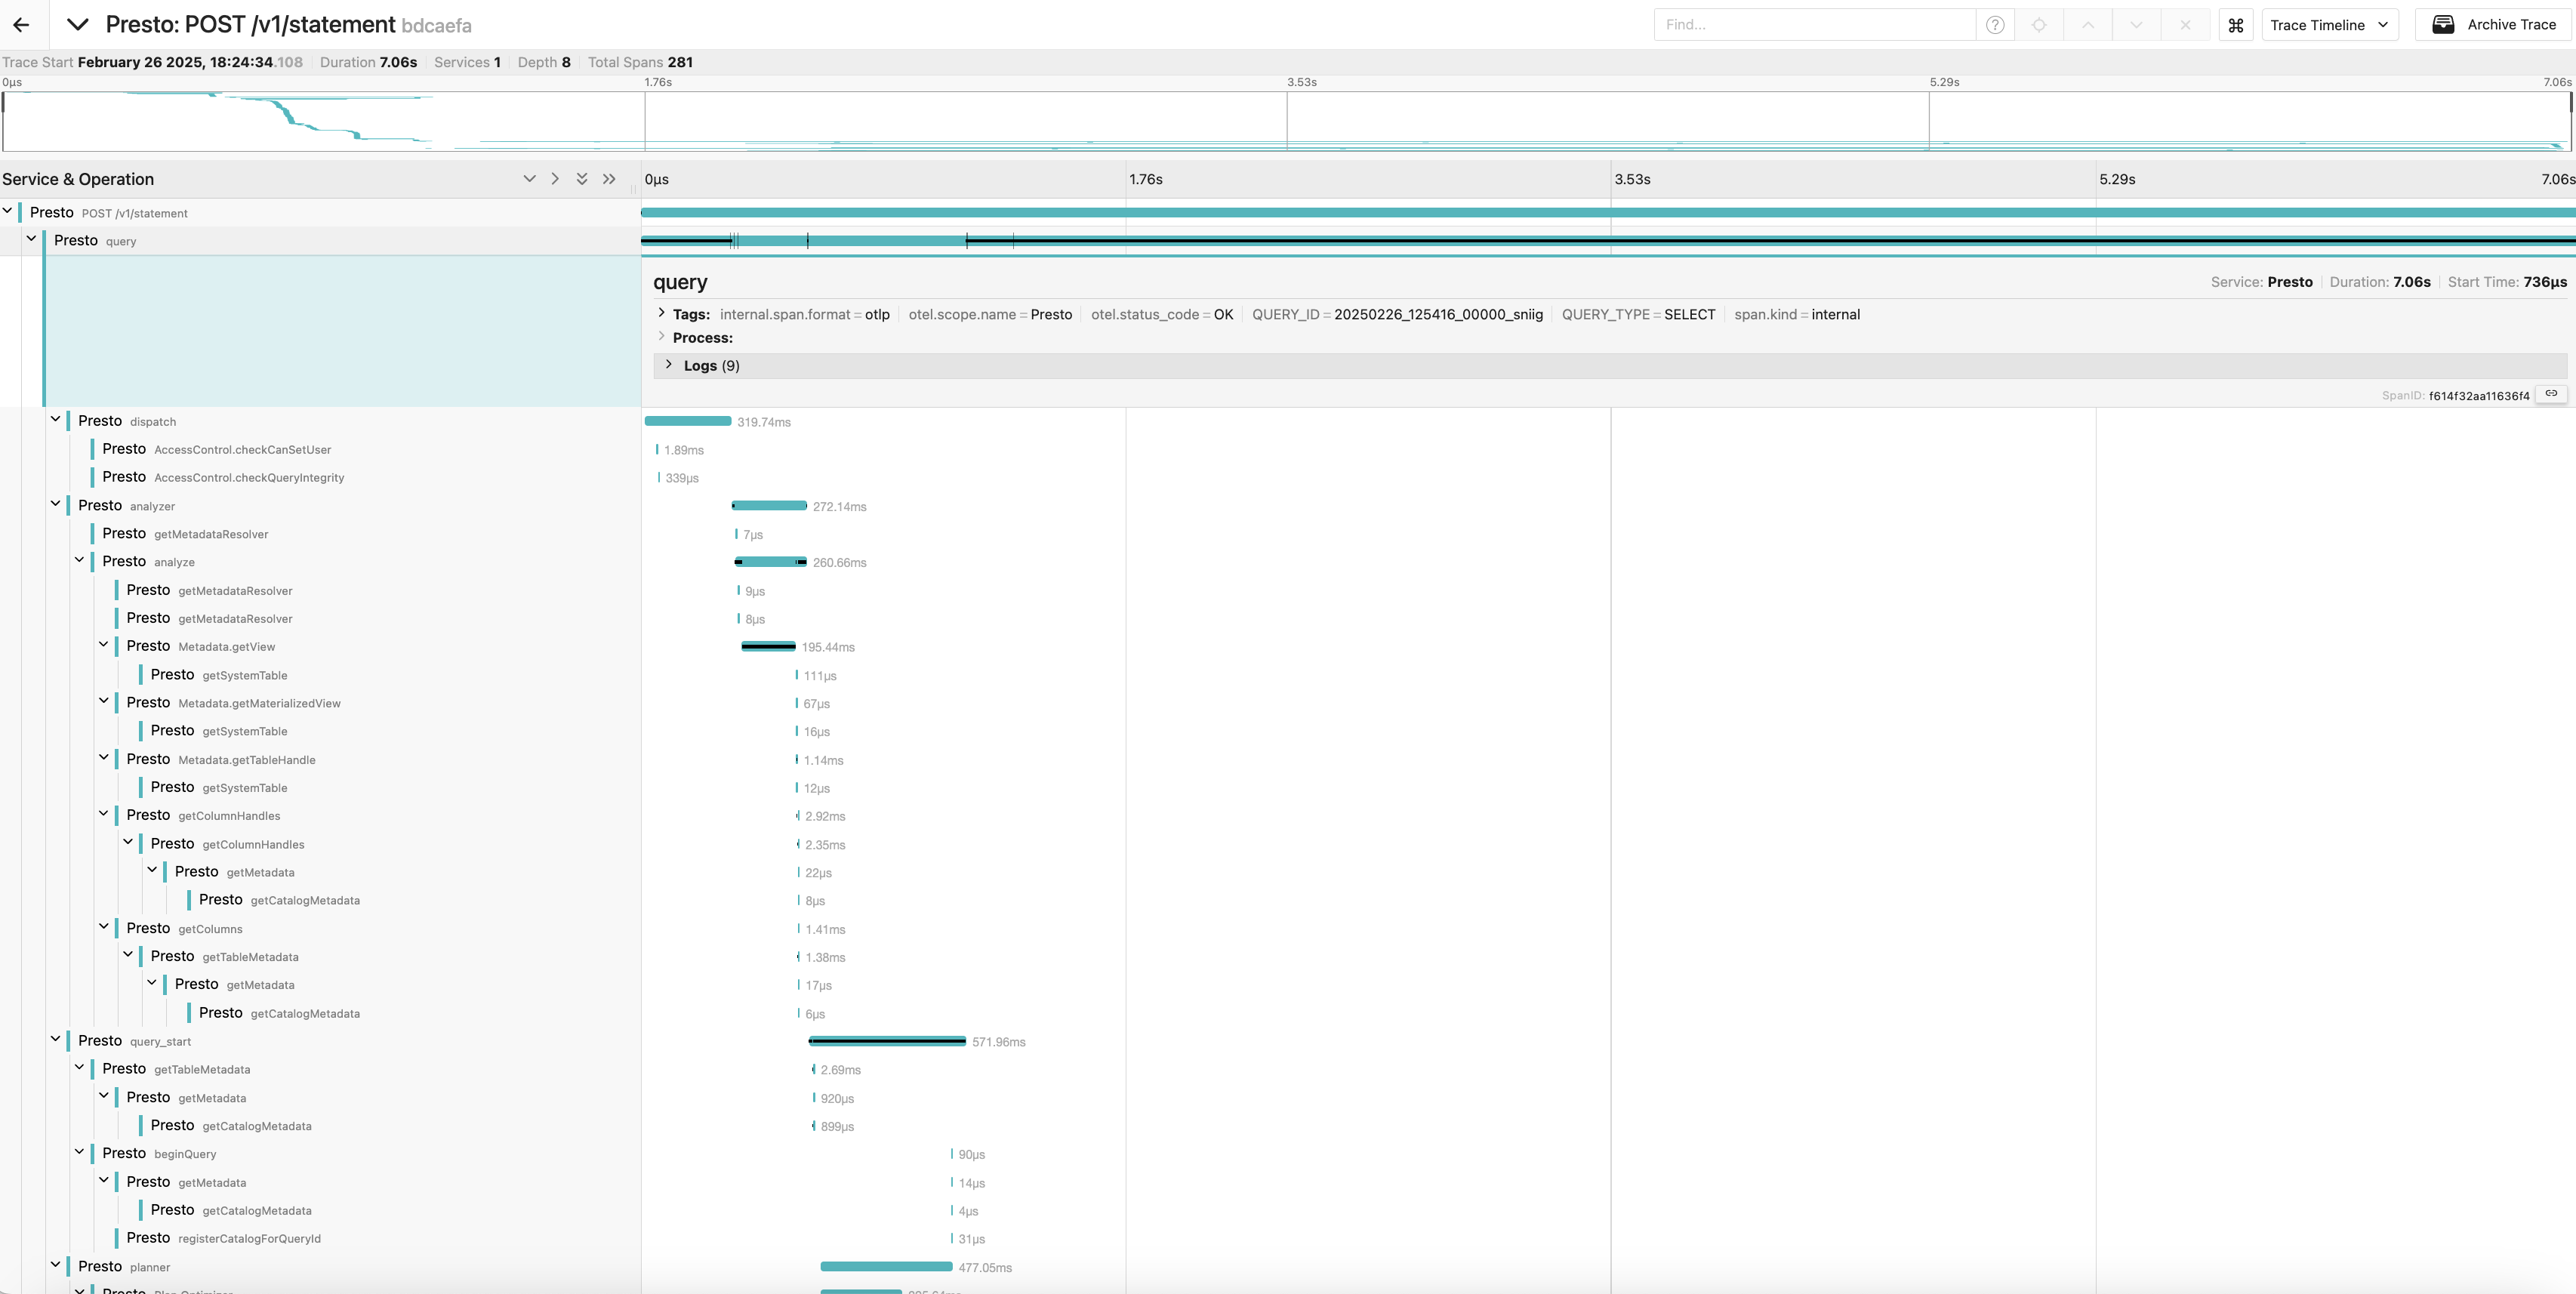 Presto: POST /v1/statement bdcaefa Find... ? ⌘ Trace Timeline Archive Trace
Trace Start February 26 2025, 18:24:34.108 Duration 7.06s Services 1 Depth 8 Total Spans 281
0μs 1.76s 3.53s 5.29s 7.06s
Service & Operation 0μs 1.76s 3.53s 5.29s 7.06s
Presto POST /v1/statement
Presto query
query Service: Presto Duration: 7.06s Start Time: 736μs
Tags: internal.span.format = otlp otel.scope.name = Presto otel.status_code = OK QUERY_ID = 20250226_125416_00000_sniig QUERY_TYPE = SELECT span.kind = internal
Process:
Logs (9)
SpanID: f614f32aa11636f4
Presto dispatch 319.74ms
Presto AccessControl.checkCanSetUser 1.89ms
Presto AccessControl.checkQueryIntegrity 339μs
Presto analyzer 272.14ms
Presto getMetadataResolver 7μs
Presto analyze 260.66ms
Presto getMetadataResolver 9μs
Presto getMetadataResolver 8μs
Presto Metadata.getView 195.44ms
Presto getSystemTable 111μs
Presto Metadata.getMaterializedView 67μs
Presto getSystemTable 16μs
Presto Metadata.getTableHandle 1.14ms
Presto getSystemTable 12μs
Presto getColumnHandles 2.92ms
Presto getColumnHandles 2.35ms
Presto getMetadata 22μs
Presto getCatalogMetadata 8μs
Presto getColumns 1.41ms
Presto getTableMetadata 1.38ms
Presto getMetadata 17μs
Presto getCatalogMetadata 6μs
Presto query_start 571.96ms
Presto getTableMetadata 2.69ms
Presto getMetadata 920μs
Presto getCatalogMetadata 899μs
Presto beginQuery 90μs
Presto getMetadata 14μs
Presto getCatalogMetadata 4μs
Presto registerCatalogForQueryId 31μs
Presto planner 477.05ms
Presto